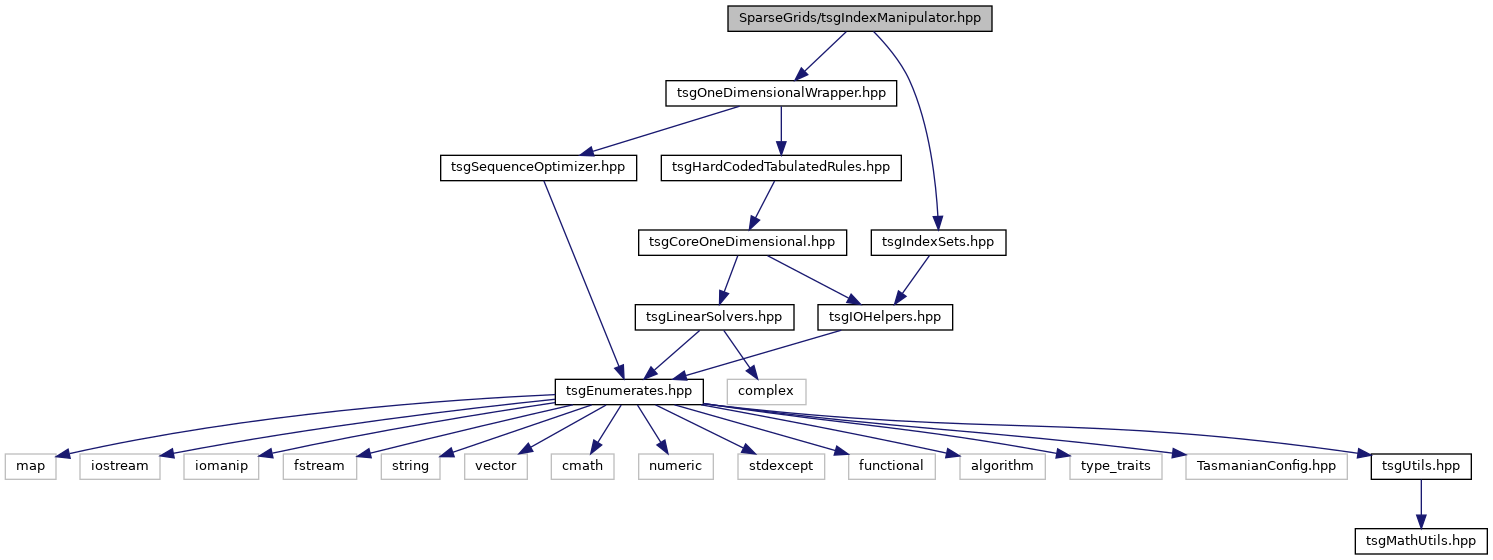 SparseGrids/tsgIndexManipulator.hpp
tsgOneDimensionalWrapper.hpp
tsgSequenceOptimizer.hpp
tsgHardCodedTabulatedRules.hpp
tsgCoreOneDimensional.hpp
tsgIndexSets.hpp
tsgLinearSolvers.hpp
tsgIOHelpers.hpp
tsgEnumerates.hpp
complex
map
iostream
iomanip
fstream
string
vector
cmath
numeric
stdexcept
functional
algorithm
type_traits
TasmanianConfig.hpp
tsgUtils.hpp
tsgMathUtils.hpp